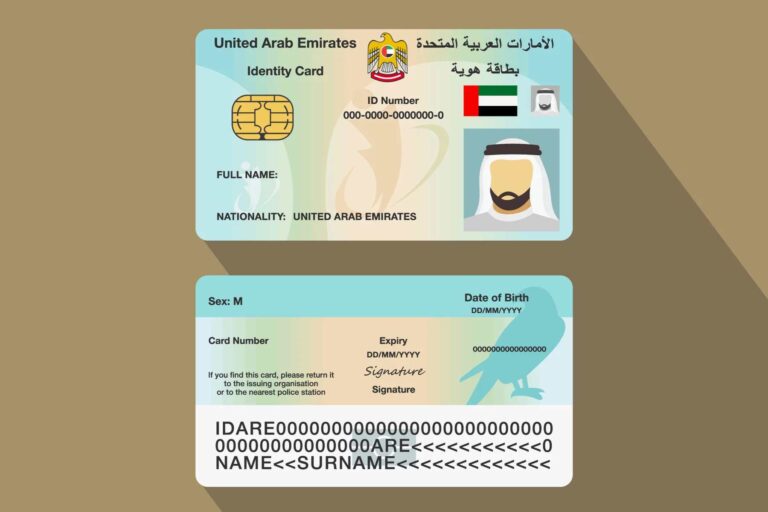 United Arab Emirates الأمارات العربية المتحدة
Identity Card بطاقة هوية
ID Number
000-0000-0000000-0
FULL NAME:
NATIONALITY: UNITED ARAB EMIRATES
Sex: M
Date of Birth
DD/MM/YYYY
Card Number
Expiry
DD/MM/YYYY
00000000000000
Signature
Signature
If you find this card, please return it
to the issuing organisation
or to the nearest police station
IDARE0000000000000000000000000
000000000000000ARE<<<<<<<<<<<0
NAME<<SURNAME<<<<<<<<<<<<<